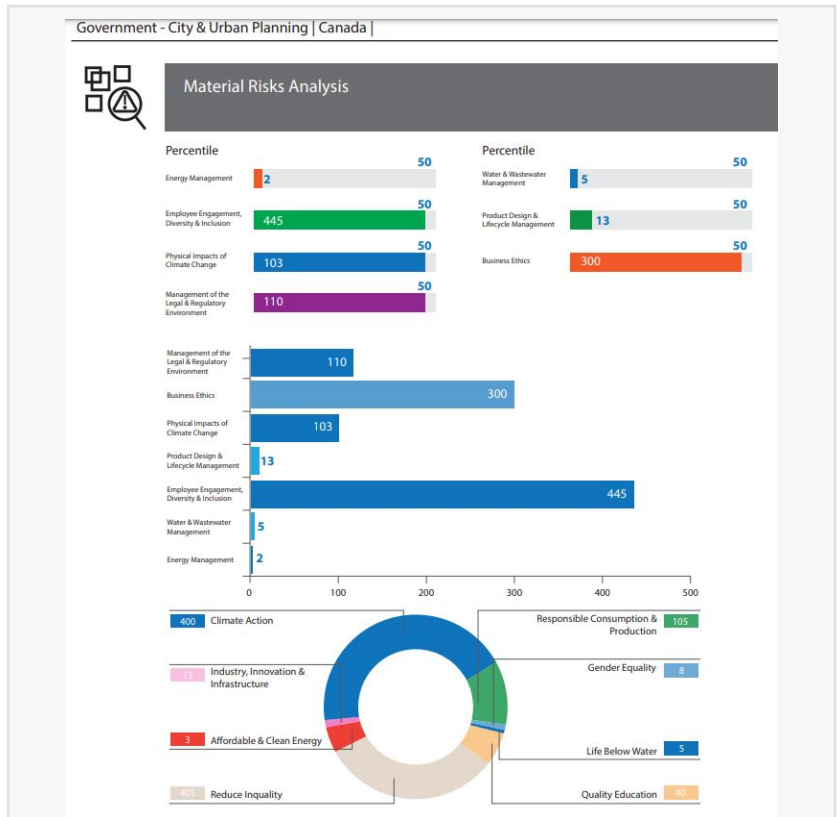 Government - City & Urban Planning | Canada |
Material Risks Analysis
Percentile
50
Energy Management
2
50
Employee Engagement,
Diversity & Inclusion
445
50
Physical Impacts of
Climate Change
103
50
Management of the
Legal & Regulatory
Environment
110
Percentile
50
Water & Wastewater
Management
5
50
Product Design &
Lifecycle Management
13
50
Business Ethics
300
Management of the
Legal & Regulatory
Environment
110
Business Ethics
300
Physical Impacts of
Climate Change
103
Product Design &
Lifecycle Management
13
Employee Engagement,
Diversity & Inclusion
445
Water & Wastewater
Management
5
Energy Management
2
0 100 200 300 400 500
400 Climate Action
15 Industry, Innovation &
Infrastructure
3 Affordable & Clean Energy
405 Reduce Inquality
Responsible Consumption &
Production 105
Gender Equality 8
Life Below Water 5
Quality Education 40